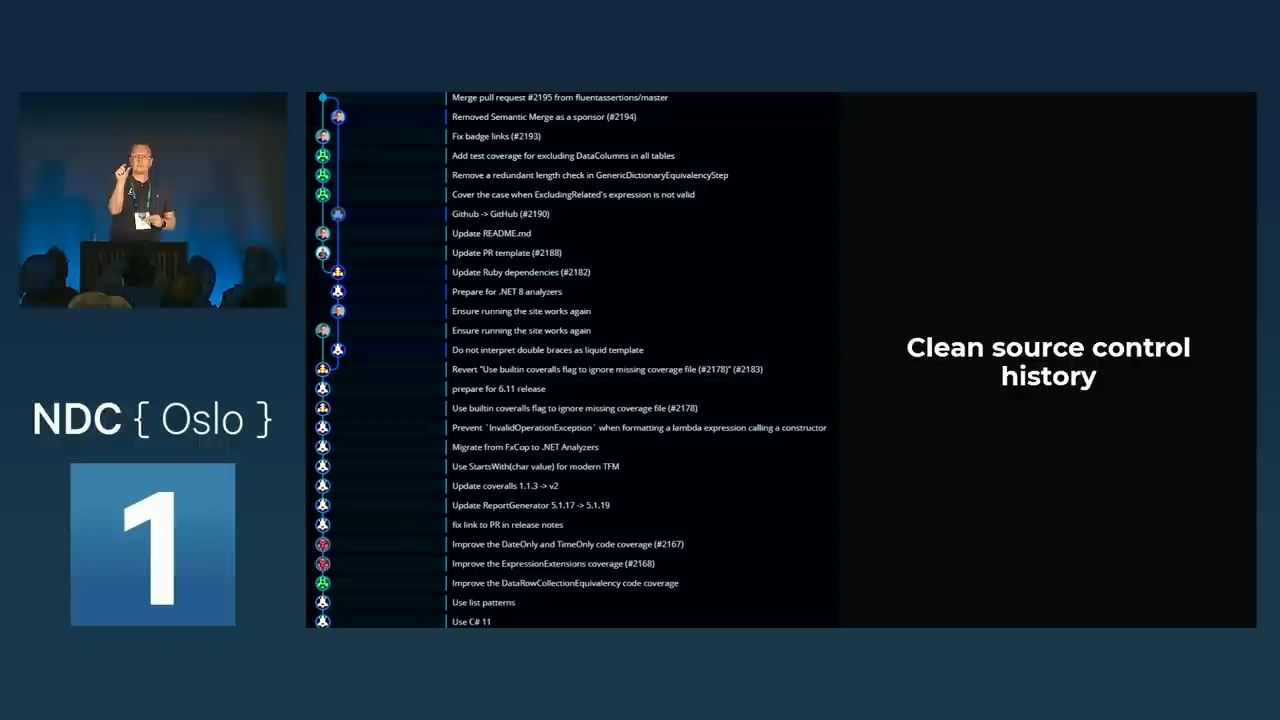 Merge pull request #2195 from fluentassertions/master
Removed Semantic Merge as a sponsor (#2194)
Fix badge links (#2193)
Add test coverage for excluding DataColumns in all tables
Remove a redundant length check in GenericDictionaryEquivalencyStep
Cover the case when ExcludingRelated's expression is not valid
Github -> GitHub (#2190)
Update README.md
Update PR template (#2188)
Update Ruby dependencies (#2182)
Prepare for .NET 8 analyzers
Ensure running the site works again
Ensure running the site works again
Do not interpret double braces as liquid template
Revert "Use builtin coveralls flag to ignore missing coverage file (#2178)" (#2183)
prepare for 6.11 release
Use builtin coveralls flag to ignore missing coverage file (#2178)
Prevent `InvalidOperationException` when formatting a lambda expression calling a constructor
Migrate from FxCop to .NET Analyzers
Use StartsWith(char value) for modern TFM
Update coveralls 1.1.3 -> v2
Update ReportGenerator 5.1.17 -> 5.1.19
fix link to PR in release notes
Improve the DateOnly and TimeOnly code coverage (#2167)
Improve the ExpressionExtensions coverage (#2168)
Improve the DataRowCollectionEquivalency code coverage
Use list patterns
Use C# 11
Clean source control
history
NDC { Oslo }
1